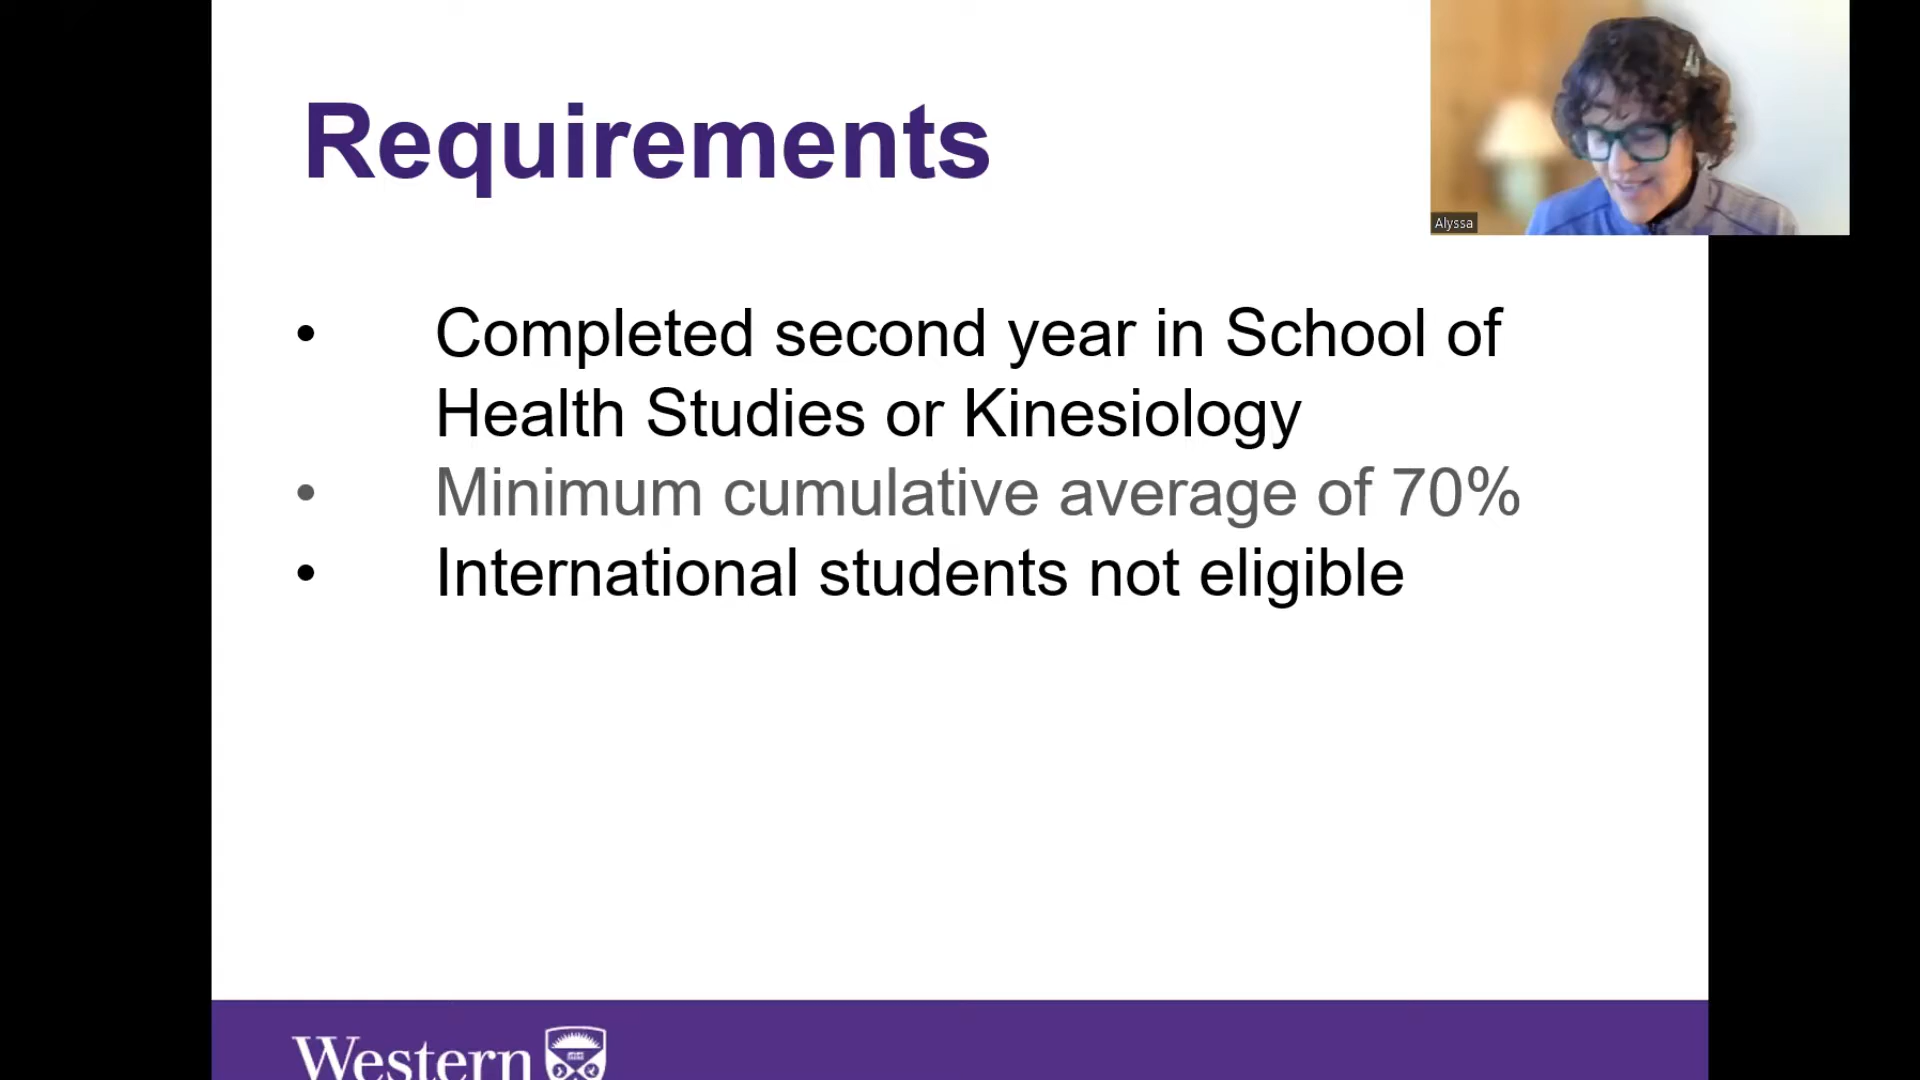 Requirements
Alyssa
• Completed second year in School of
Health Studies or Kinesiology
• Minimum cumulative average of 70%
• International students not eligible
Western